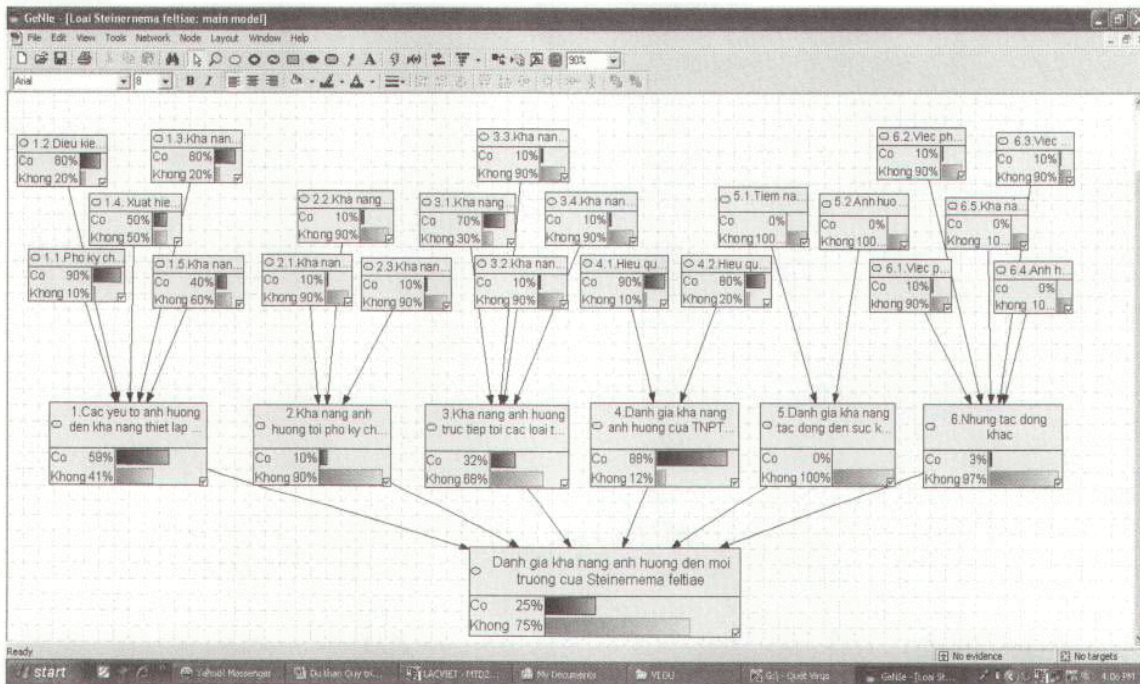 GeNIe - [Loai Steinernema feltiae: main model]
File Edit View Tools Network Node Layout Window Help
90%
Arial 8 B I
1.2.Dieu kie...
Co 80%
Khong 20%
1.3.Kha nan...
Co 80%
Khong 20%
1.4. Xuat hie...
Co 50%
Khong 50%
1.1.Pho ky ch...
Co 90%
Khong 10%
1.5.Kha nan...
Co 40%
Khong 60%
2.2.Kha nang...
Co 10%
Khong 90%
2.1.Kha nan...
Co 10%
Khong 90%
2.3.Kha nan...
Co 10%
Khong 90%
3.3.Kha nan...
Co 10%
Khong 90%
3.1.Kha nang...
Co 70%
Khong 30%
3.4.Kha nan...
Co 10%
Khong 90%
3.2.Kha nan...
Co 10%
Khong 90%
4.1.Hieu qu...
Co 90%
Khong 10%
4.2.Hieu qu...
Co 80%
Khong 20%
5.1.Tiem na...
Co 0%
Khong 100...
5.2.Anh huo...
Co 0%
Khong 100...
6.2.Viec ph...
Co 10%
Khong 90%
6.3.Viec ...
Co 10%
Khong 90%
6.5.Kha na...
Co 0%
Khong 10...
6.1.Viec p...
Co 10%
khong 90%
6.4.Anh h...
co 0%
khong 10...
1.Cac yeu to anh huong
den kha nang thiet lap ...
Co 59%
Khong 41%
2.Kha nang anh
huong toi pho ky ch...
Co 10%
Khong 90%
3.Kha nang anh huong
truc tiep toi cac loai t...
Co 32%
Khong 68%
4.Danh gia kha nang
anh huong cua TNPT...
Co 88%
Khong 12%
5.Danh gia kha nang
tac dong den suc k...
Co 0%
Khong 100%
6.Nhung tac dong
khac
Co 3%
Khong 97%
Danh gia kha nang anh huong den moi
truong cua Steinernema feltiae
Co 25%
Khong 75%
Ready
No evidence
No targets
start
Yahoo! Messenger
LACVIET - MTD2...
My Documents
GeNIe - [Loai St...
4:06 PM